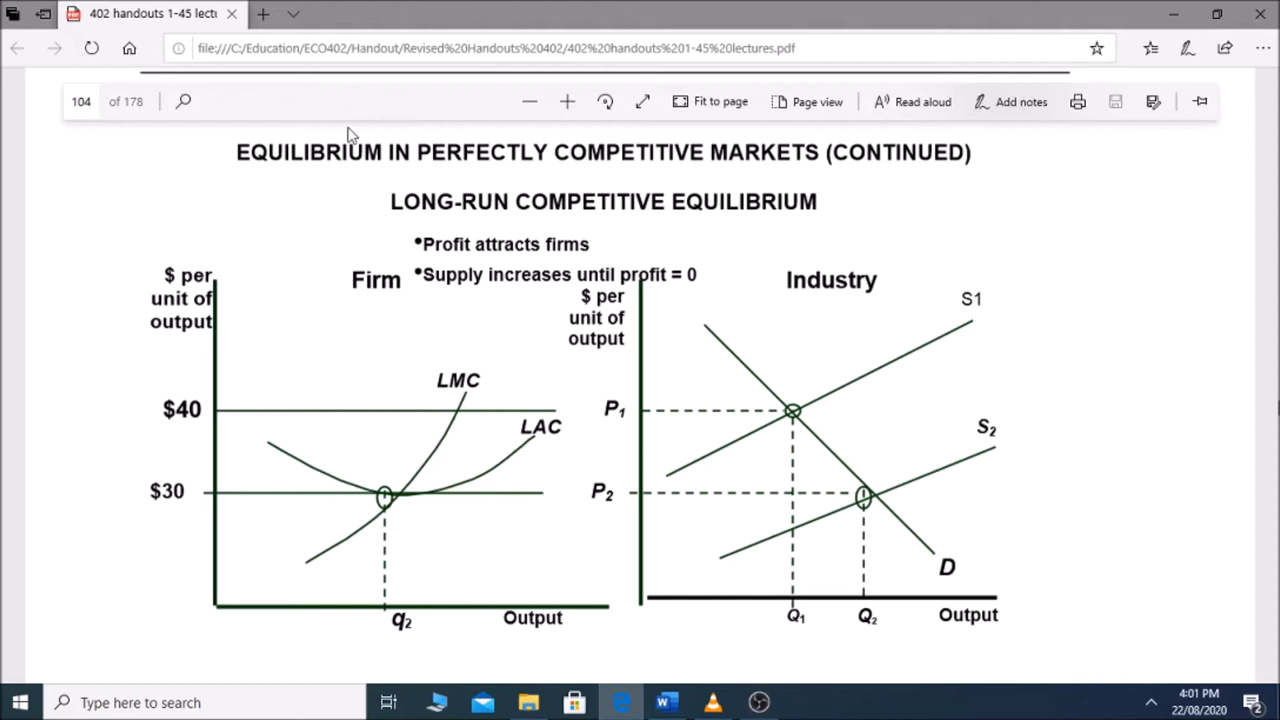 402 handouts 1-45 lectu
file:///C:/Education/ECO402/Handout/Revised%20Handouts%20402/402%20handouts%201-45%20lectures.pdf
104 of 178
Fit to page
Page view
Read aloud
Add notes
EQUILIBRIUM IN PERFECTLY COMPETITIVE MARKETS (CONTINUED)
LONG-RUN COMPETITIVE EQUILIBRIUM
•Profit attracts firms
•Supply increases until profit = 0
$ per
unit of
output
Firm
LMC
$40
LAC
$30
q2
Output
$ per
unit of
output
Industry
S1
P1
S2
P2
D
Q1
Q2
Output
Type here to search
4:01 PM
22/08/2020
2